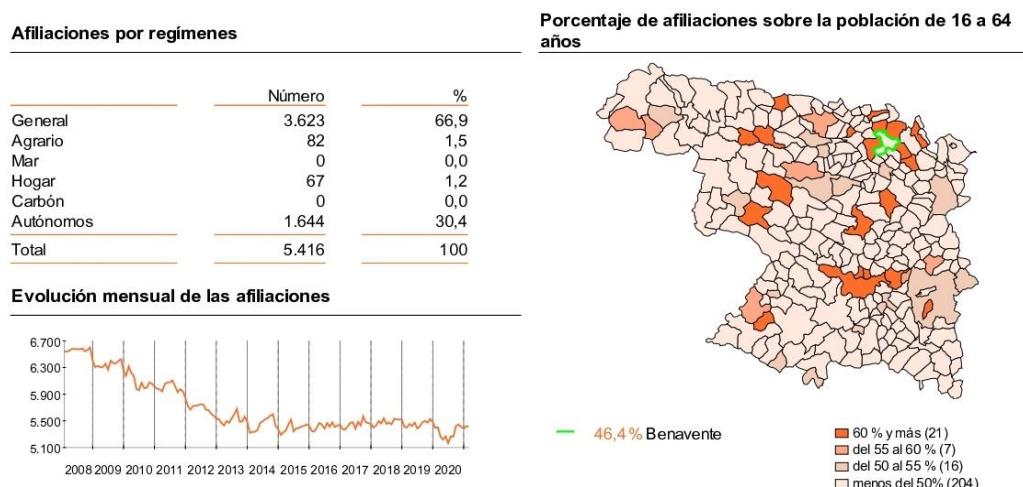 Afiliaciones por regímenes
Número %
General 3.623 66,9
Agrario 82 1,5
Mar 0 0,0
Hogar 67 1,2
Carbón 0 0,0
Autónomos 1.644 30,4
Total 5.416 100
Evolución mensual de las afiliaciones
6.700
6.300
5.900
5.500
5.100
2008 2009 2010 2011 2012 2013 2014 2015 2016 2017 2018 2019 2020
Porcentaje de afiliaciones sobre la población de 16 a 64
años
46,4 % Benavente
60 % y más (21)
del 55 al 60 % (7)
del 50 al 55 % (16)
menos del 50% (204)